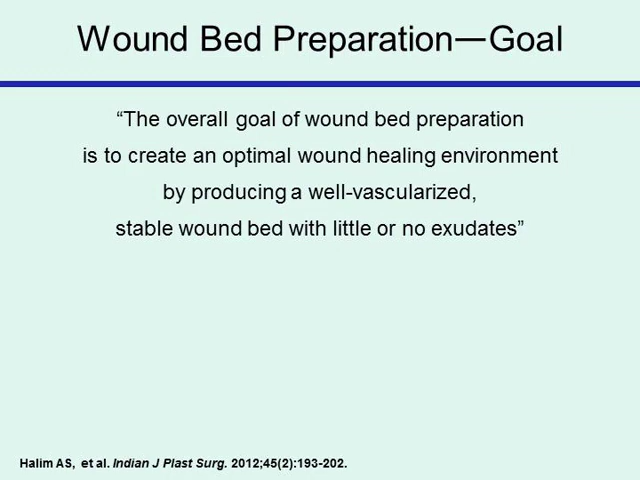 Wound Bed Preparation—Goal
“The overall goal of wound bed preparation
is to create an optimal wound healing environment
by producing a well-vascularized,
stable wound bed with little or no exudates”
Halim AS, et al. Indian J Plast Surg. 2012;45(2):193-202.